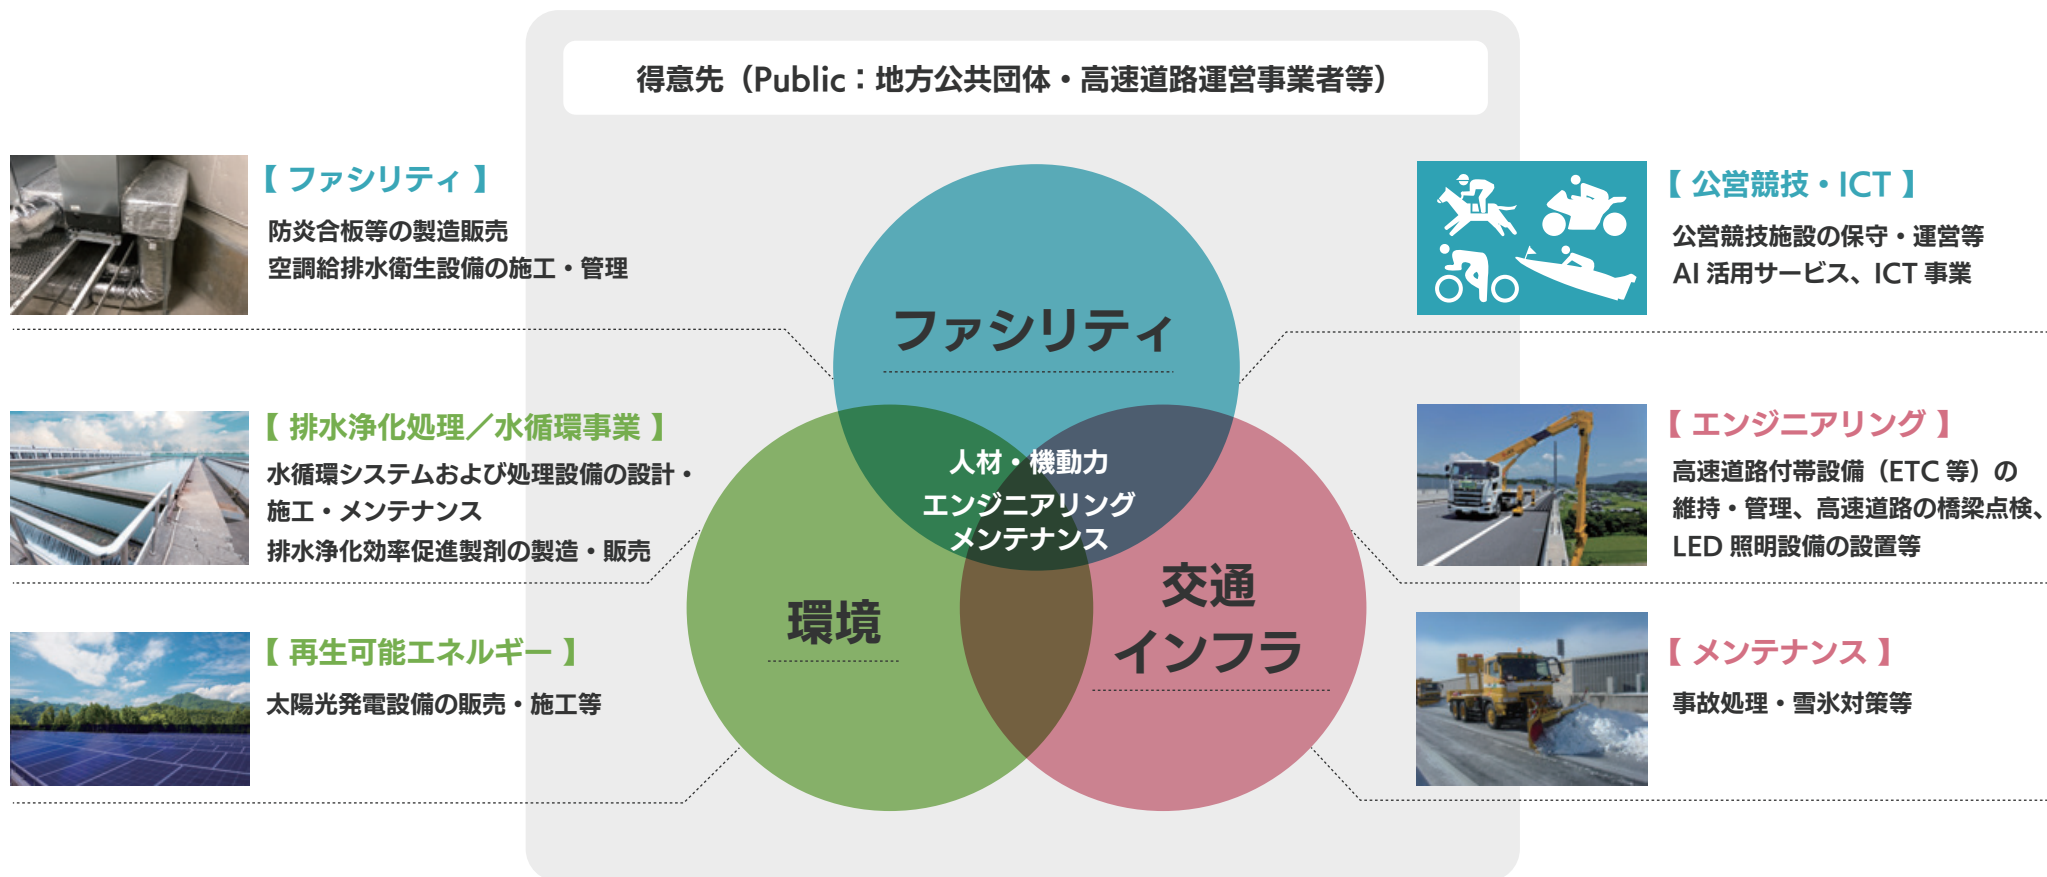 得意先（Public：地方公共団体・高速道路運営事業者等）
【 ファシリティ 】
防炎合板等の製造販売
空調給排水衛生設備の施工・管理
【 公営競技・ICT 】
公営競技施設の保守・運営等
AI 活用サービス、ICT 事業
ファシリティ
【 排水浄化処理／水循環事業 】
水循環システムおよび処理設備の設計・
施工・メンテナンス
排水浄化効率促進製剤の製造・販売
人材・機動力
エンジニアリング
メンテナンス
【 エンジニアリング 】
高速道路付帯設備（ETC 等）の
維持・管理、高速道路の橋梁点検、
LED 照明設備の設置等
環境
交通
インフラ
【 再生可能エネルギー 】
太陽光発電設備の販売・施工等
【 メンテナンス 】
事故処理・雪氷対策等